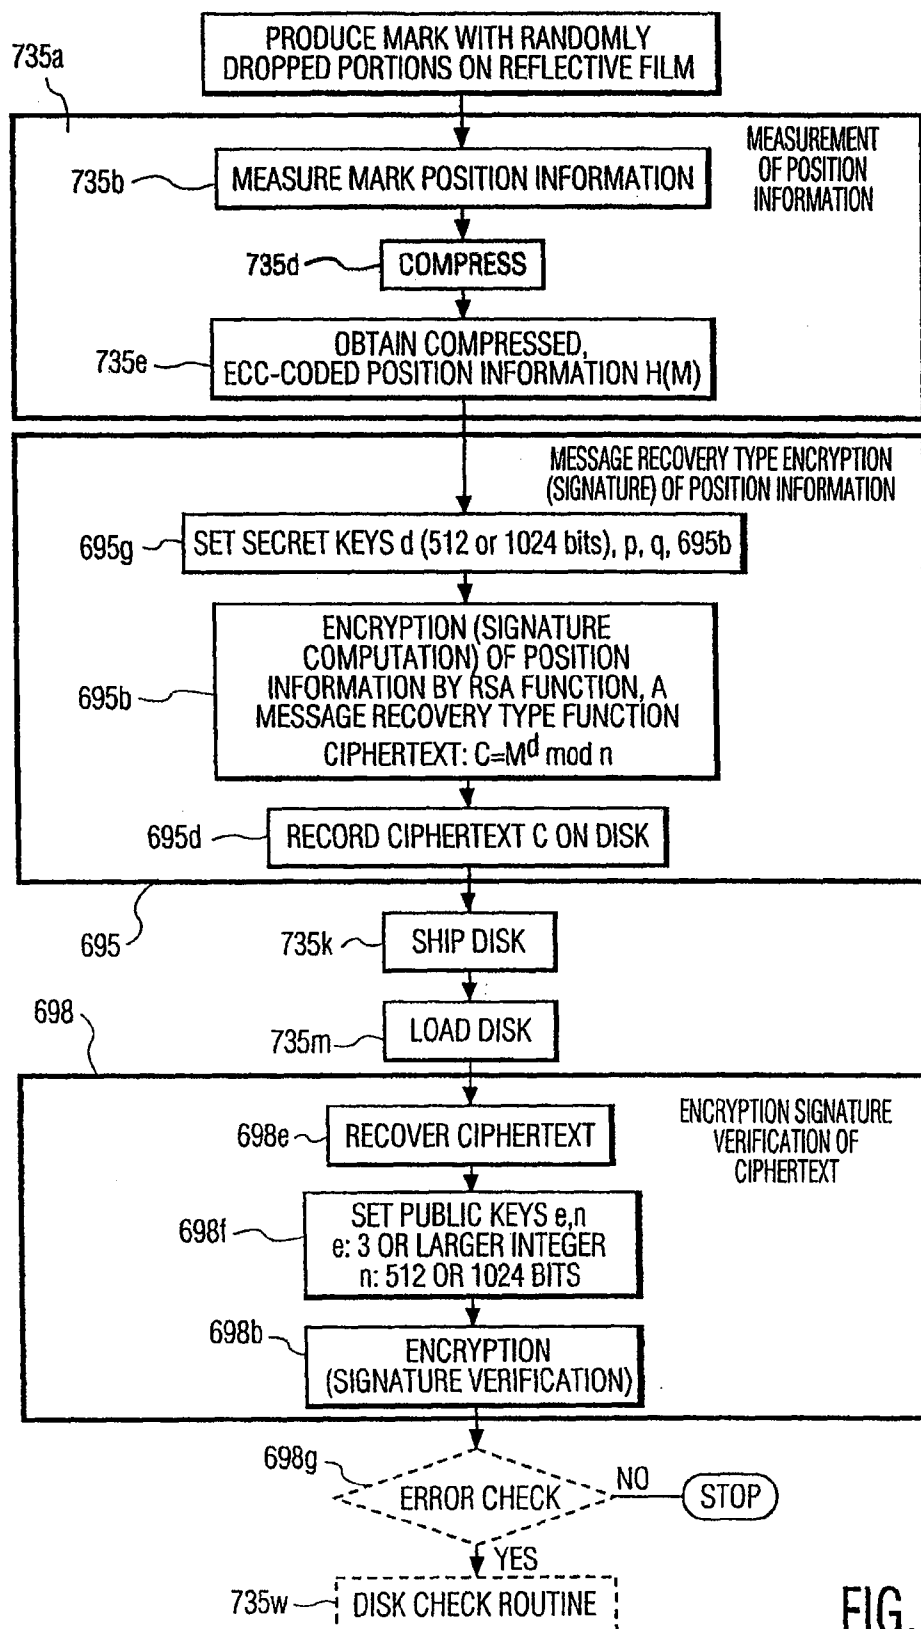 PRODUCE MARK WITH RANDOMLY
DROPPED PORTIONS ON REFLECTIVE FILM
735a
MEASUREMENT
OF POSITION
INFORMATION
735b
MEASURE MARK POSITION INFORMATION
735d
COMPRESS
735e
OBTAIN COMPRESSED,
ECC-CODED POSITION INFORMATION H(M)
MESSAGE RECOVERY TYPE ENCRYPTION
(SIGNATURE) OF POSITION INFORMATION
695g
SET SECRET KEYS d (512 or 1024 bits), p, q, 695b
695b
ENCRYPTION (SIGNATURE
COMPUTATION) OF POSITION
INFORMATION BY RSA FUNCTION, A
MESSAGE RECOVERY TYPE FUNCTION
CIPHERTEXT: C=M^d mod n
695d
RECORD CIPHERTEXT C ON DISK
695
735k
SHIP DISK
698
735m
LOAD DISK
ENCRYPTION SIGNATURE
VERIFICATION OF
CIPHERTEXT
698e
RECOVER CIPHERTEXT
698f
SET PUBLIC KEYS e,n
e: 3 OR LARGER INTEGER
n: 512 OR 1024 BITS
698b
ENCRYPTION
(SIGNATURE VERIFICATION)
698g
ERROR CHECK
NO
STOP
YES
735w
DISK CHECK ROUTINE
FIG.